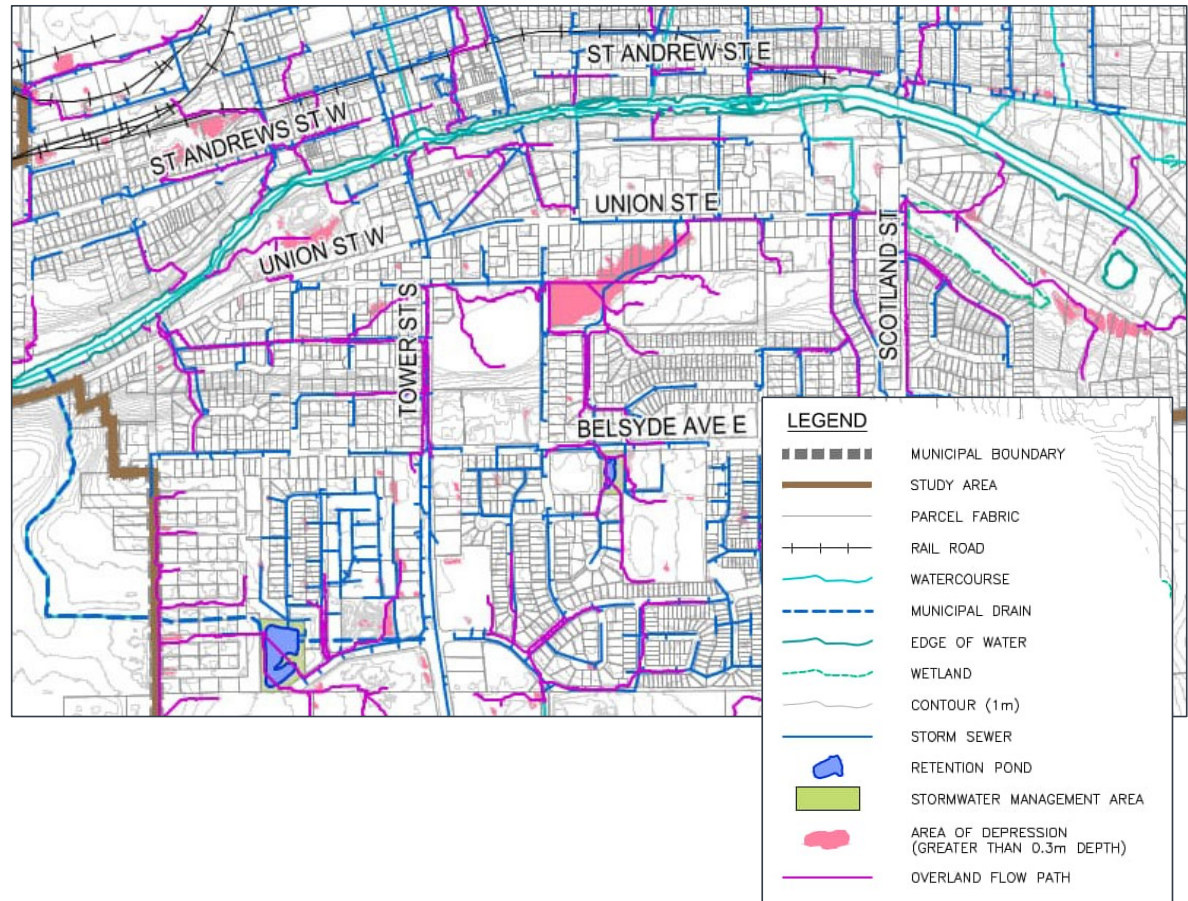 ST ANDREW ST E
ST ANDREWS ST W
UNION ST E
UNION ST W
TOWER ST S
SCOTLAND ST
BELSYDE AVE E
LEGEND
MUNICIPAL BOUNDARY
STUDY AREA
PARCEL FABRIC
RAIL ROAD
WATERCOURSE
MUNICIPAL DRAIN
EDGE OF WATER
WETLAND
CONTOUR (1m)
STORM SEWER
RETENTION POND
STORMWATER MANAGEMENT AREA
AREA OF DEPRESSION
(GREATER THAN 0.3m DEPTH)
OVERLAND FLOW PATH